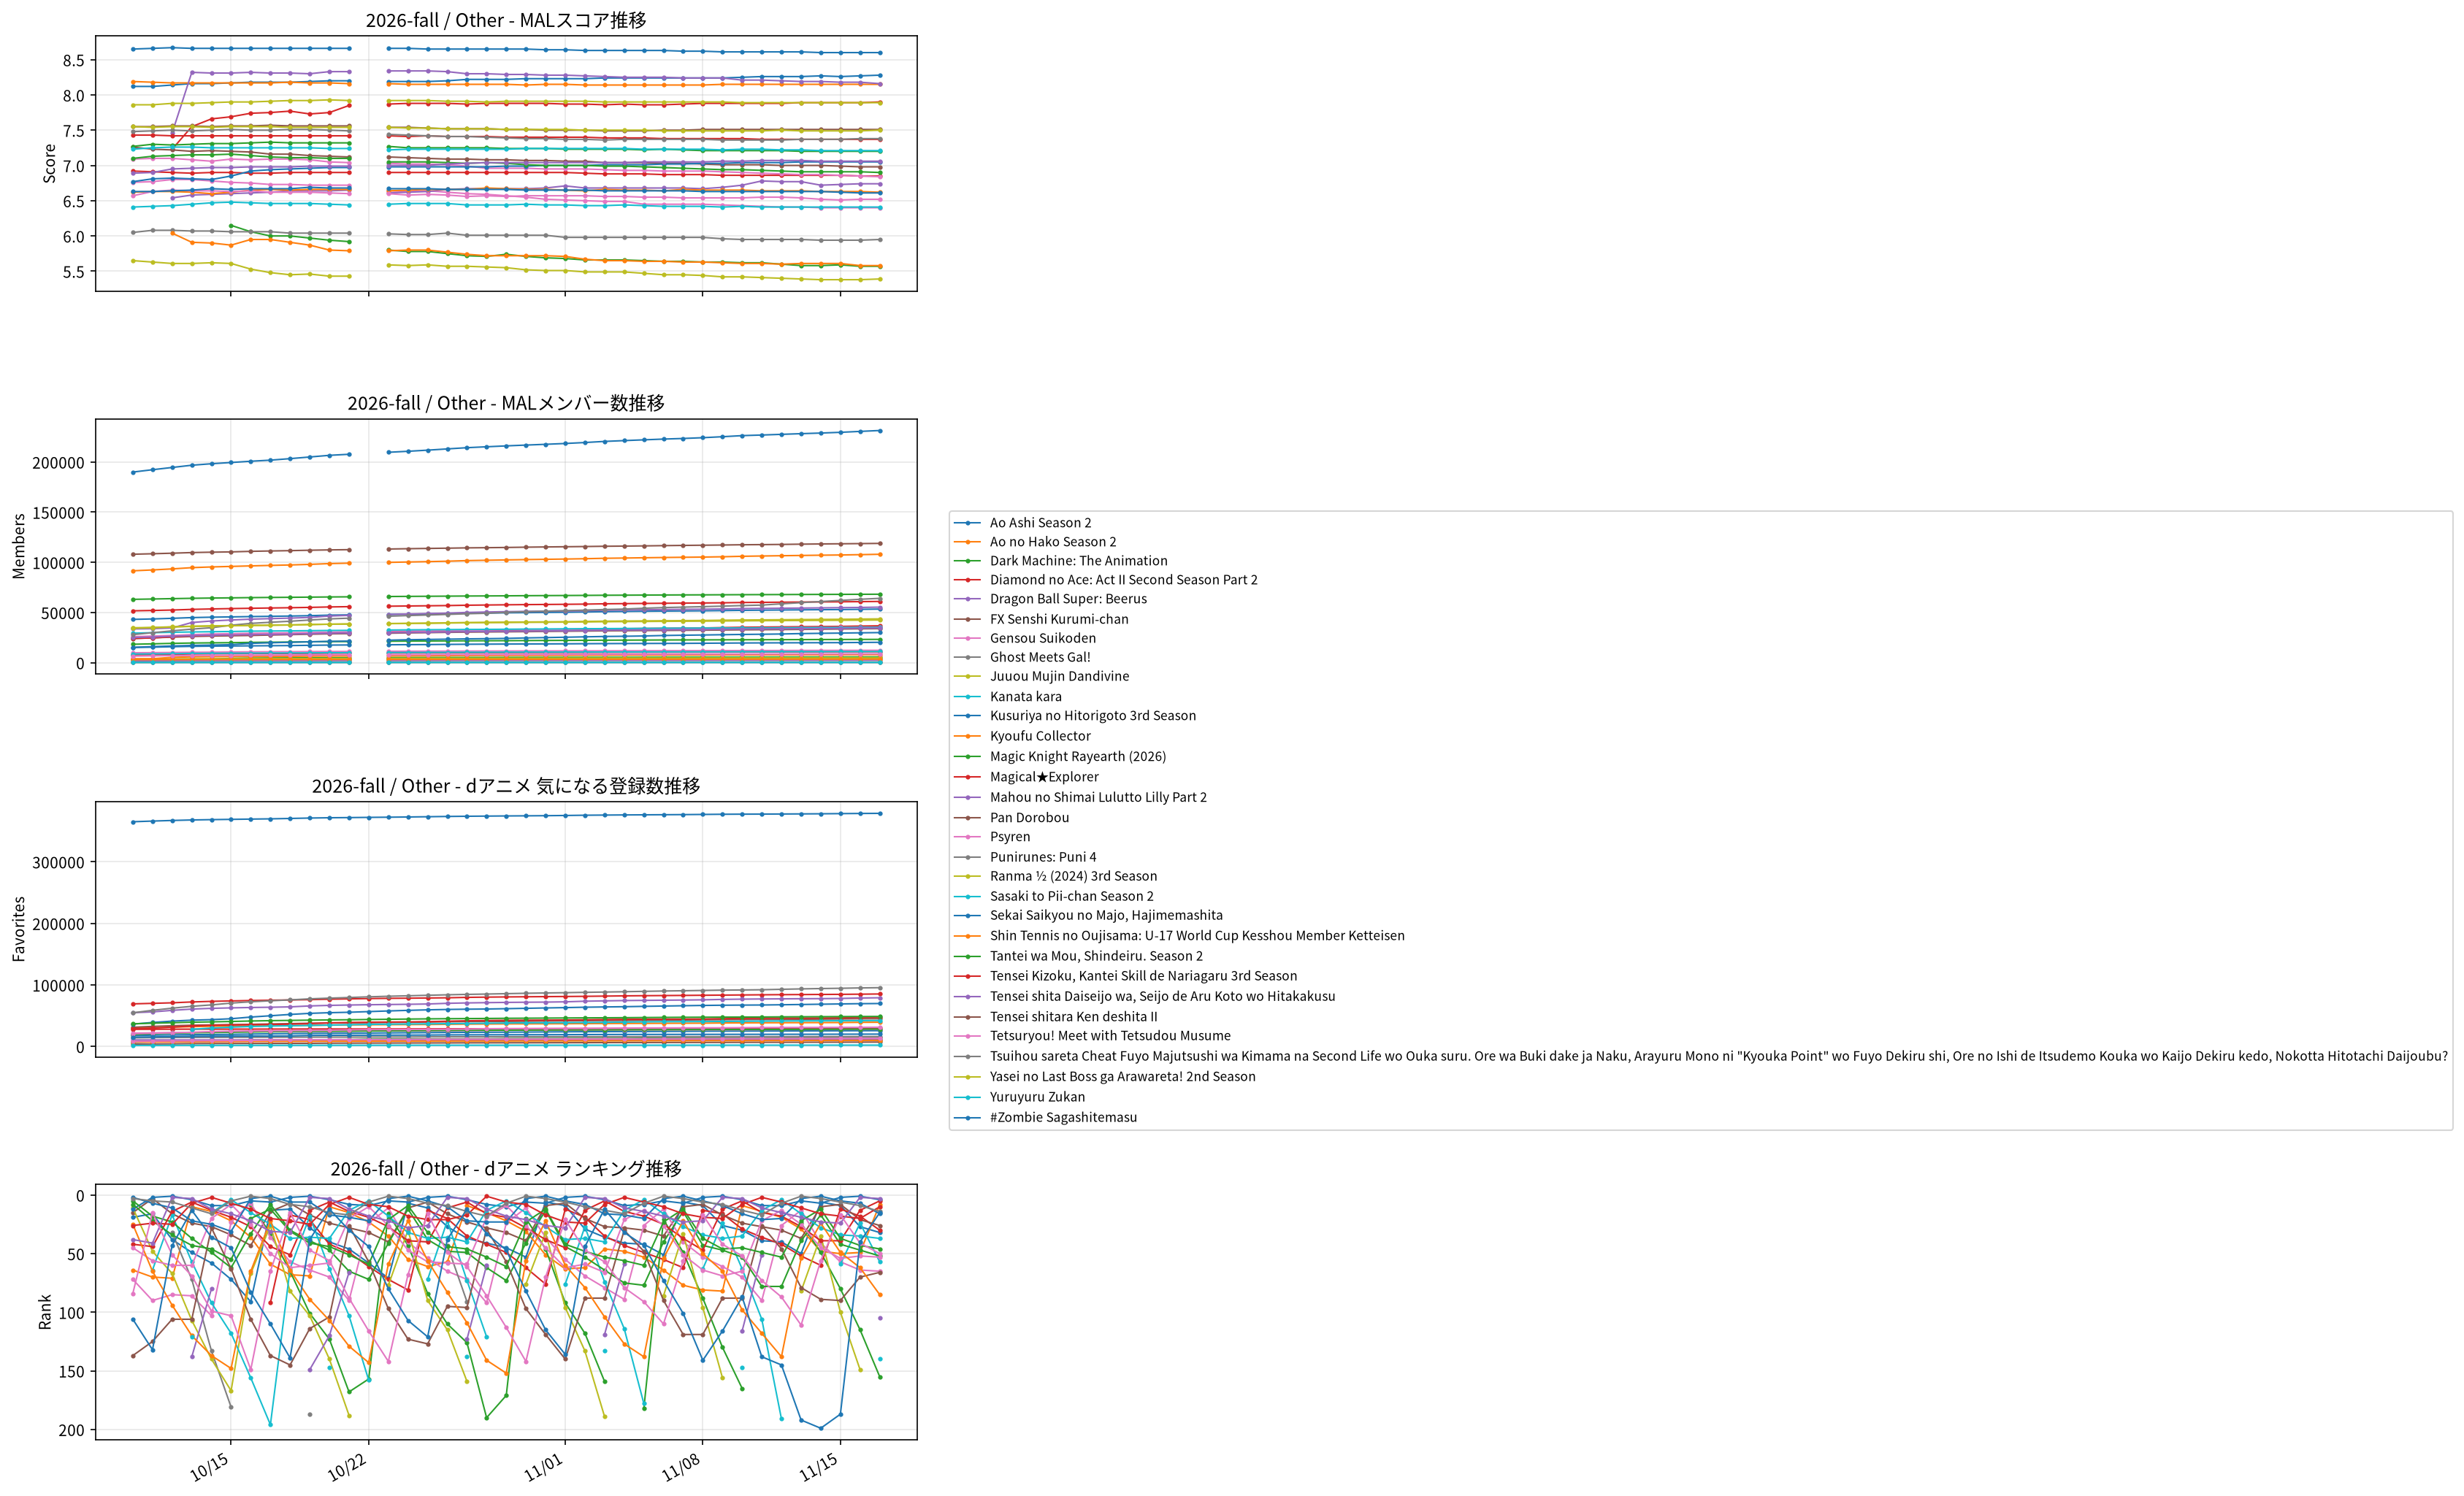 2026-fall / Other - MALスコア推移
Score
8.5
8.0
7.5
7.0
6.5
6.0
5.5
2026-fall / Other - MALメンバー数推移
Members
200000
150000
100000
50000
0
2026-fall / Other - dアニメ 気になる登録数推移
Favorites
300000
200000
100000
0
2026-fall / Other - dアニメ ランキング推移
Rank
0
50
100
150
200
10/15
10/22
11/01
11/08
11/15
Ao Ashi Season 2
Ao no Hako Season 2
Dark Machine: The Animation
Diamond no Ace: Act II Second Season Part 2
Dragon Ball Super: Beerus
FX Senshi Kurumi-chan
Gensou Suikoden
Ghost Meets Gal!
Juuou Mujin Dandivine
Kanata kara
Kusuriya no Hitorigoto 3rd Season
Kyoufu Collector
Magic Knight Rayearth (2026)
Magical★Explorer
Mahou no Shimai Lulutto Lilly Part 2
Pan Dorobou
Psyren
Punirunes: Puni 4
Ranma ½ (2024) 3rd Season
Sasaki to Pii-chan Season 2
Sekai Saikyou no Majo, Hajimemashita
Shin Tennis no Oujisama: U-17 World Cup Kesshou Member Ketteisen
Tantei wa Mou, Shindeiru. Season 2
Tensei Kizoku, Kantei Skill de Nariagaru 3rd Season
Tensei shita Daiseijo wa, Seijo de Aru Koto wo Hitakakusu
Tensei shitara Ken deshita II
Tetsuryou! Meet with Tetsudou Musume
Tsuihou sareta Cheat Fuyo Majutsushi wa Kimama na Second Life wo Ouka suru. Ore wa Buki dake ja Naku, Arayuru Mono ni "Kyouka Point" wo Fuyo Dekiru shi, Ore no Ishi de Itsudemo Kouka wo Kaijo Dekiru kedo, Nokotta Hitotachi Daijoubu?
Yasei no Last Boss ga Arawareta! 2nd Season
Yuruyuru Zukan
#Zombie Sagashitemasu